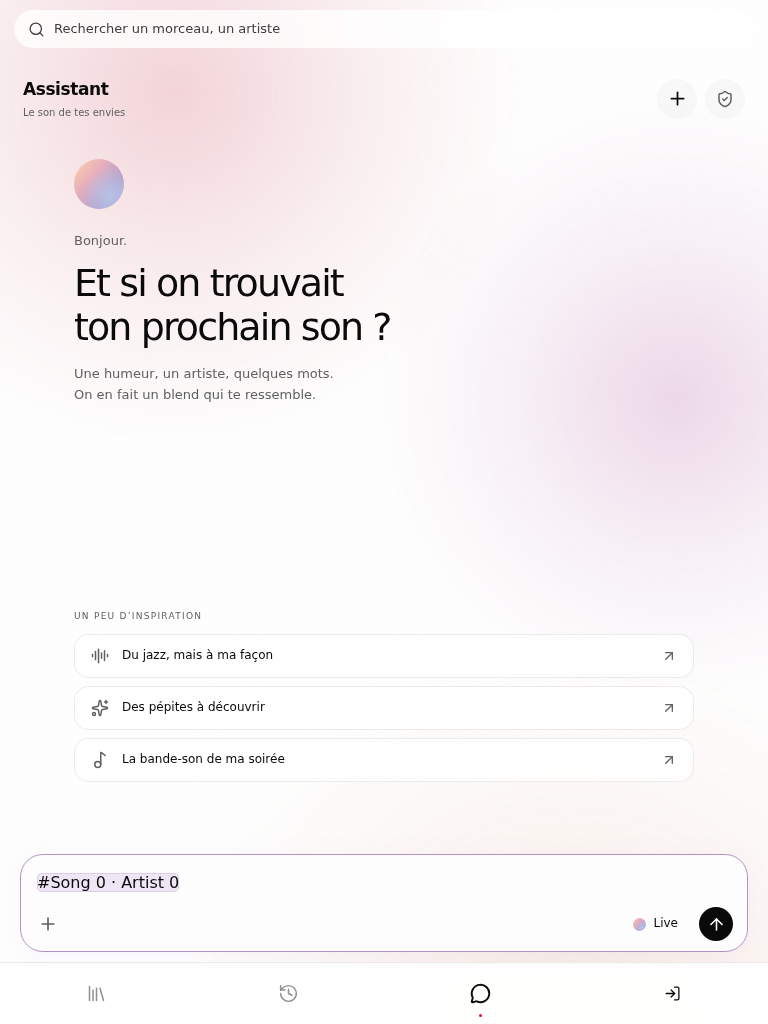 Rechercher un morceau, un artiste
Assistant
Le son de tes envies
Bonjour.
Et si on trouvait
ton prochain son ?
Une humeur, un artiste, quelques mots.
On en fait un blend qui te ressemble.
UN PEU D'INSPIRATION
Du jazz, mais à ma façon
Des pépites à découvrir
La bande-son de ma soirée
#Song 0 · Artist 0
Live